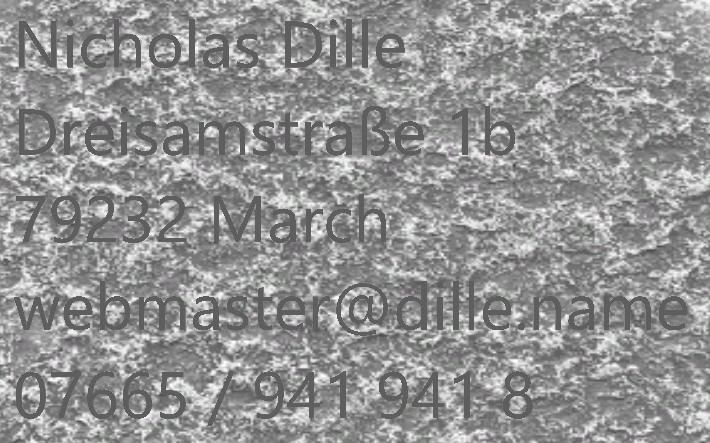 Nicholas Dille
Dreisamstraße 1b
79232 March
webmaster@dille.name
07665 / 941 941 8